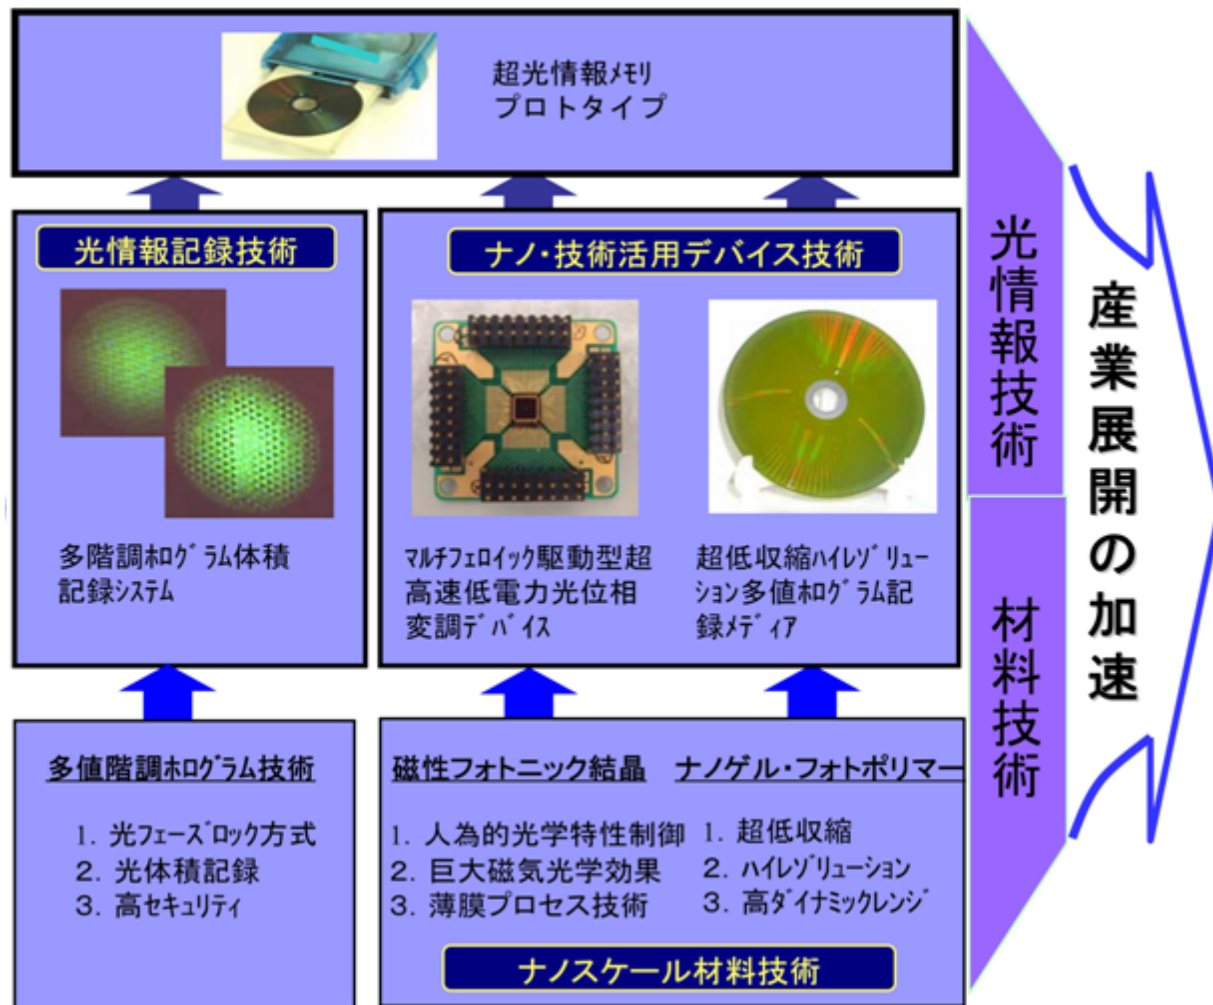 超光情報ﾒﾓﾘ
プロトタイプ
光情報記録技術
多階調ﾎﾛｸﾞﾗﾑ体積
記録ｼｽﾃﾑ
ナノ・技術活用デバイス技術
ﾏﾙﾁﾌｪﾛｲｯｸ駆動型超
高速低電力光位相
変調ﾃﾞﾊﾞｲｽ
超低収縮ﾊｲﾚｿﾞﾘｭｰ
ｼｮﾝ多値ﾎﾛｸﾞﾗﾑ記
録ﾒﾃﾞｨｱ
多値階調ﾎﾛｸﾞﾗﾑ技術
1. 光ﾌｪｰｽﾞﾛｯｸ方式
2. 光体積記録
3. 高ｾｷｭﾘﾃｨ
磁性フォトニック結晶
1. 人為的光学特性制御
2. 巨大磁気光学効果
3. 薄膜プロセス技術
ナノゲル・フォトポリマー
1. 超低収縮
2. ﾊｲﾚｿﾞﾘｭｰｼｮﾝ
3. 高ﾀﾞｲﾅﾐｯｸﾚﾝｼﾞ
ナノスケール材料技術
光情報技術
材料技術
産業展開の加速